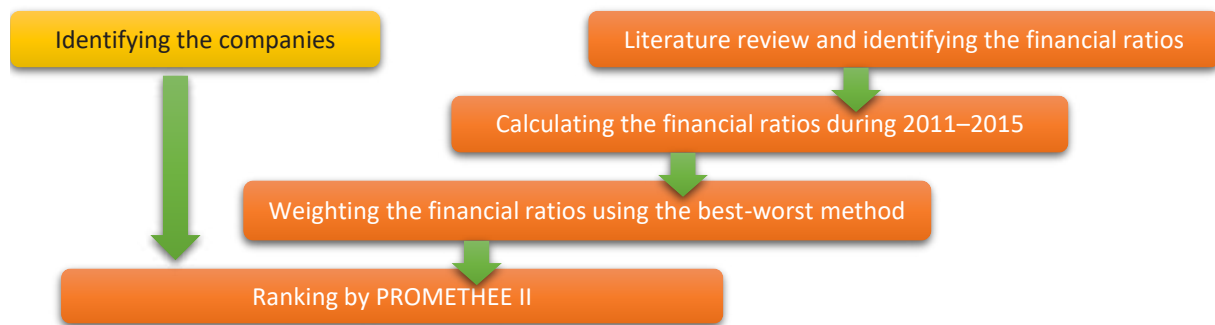 Identifying the companies
Literature review and identifying the financial ratios
Calculating the financial ratios during 2011–2015
Weighting the financial ratios using the best-worst method
Ranking by PROMETHEE II